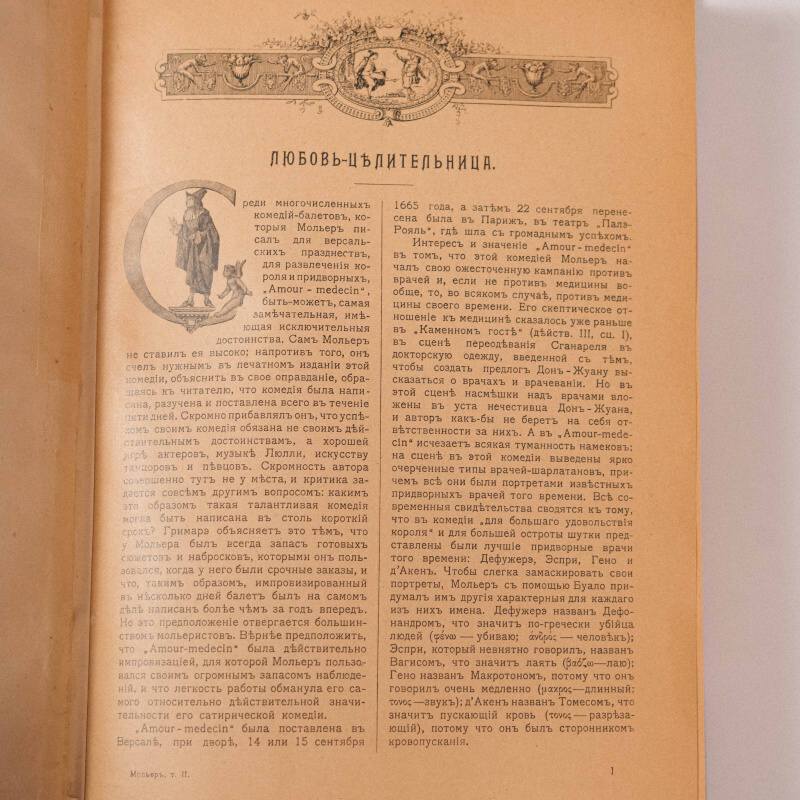 ЛЮБОВЬ-ЦѢЛИТЕЛЬНИЦА.
Среди многочисленныхъ
комедій-балетовъ, ко-
торыя Мольеръ пи-
салъ для версаль-
скихъ празднествъ,
для развлеченія ко-
роля и придворныхъ,
„Amour - medecin“,
быть-можетъ, самая
замѣчательная, имѣ-
ющая исключительныя
достоинства. Самъ Мольеръ
не ставилъ ея высоко; напротивъ того, онъ
счелъ нужнымъ въ печатномъ изданіи этой
комедіи, объяснить въ свое оправданіе, обра-
щаясь къ читателю, что комедія была напи-
сана, разучена и поставлена всего въ теченіе
пяти дней. Скромно прибавлялъ онъ, что успѣ-
хомъ своимъ комедія обязана не своимъ дѣй-
ствительнымъ достоинствамъ, а хорошей
игрѣ актеровъ, музыкѣ Люлли, искусству
танцоровъ и пѣвцовъ. Скромность автора
совершенно тутъ не у мѣста, и критика за-
дается совсѣмъ другимъ вопросомъ: какимъ
это образомъ такая талантливая комедія
могла быть написана въ столь короткій
срокъ? Гримарэ объясняетъ это тѣмъ, что
у Мольера былъ всегда запасъ готовыхъ
сюжетовъ и набросковъ, которыми онъ поль-
зовался, когда у него были срочные заказы, и
что, такимъ образомъ, импровизированный
въ нѣсколько дней балетъ былъ на самомъ
дѣлѣ написанъ болѣе чѣмъ за годъ впередъ.
Но это предположеніе отвергается большин-
ствомъ мольеристовъ. Вѣрнѣе предположить,
что „Amour-medecin“ была дѣйствительно
импровизаціей, для которой Мольеръ пользо-
вался своимъ огромнымъ запасомъ наблюде-
ній, и что легкость работы обманула его са-
мого относительно дѣйствительной значи-
тельности его сатирической комедіи.
„Amour-medecin“ была поставлена въ
Версалѣ, при дворѣ, 14 или 15 сентября
1665 года, а затѣмъ 22 сентября перене-
сена была въ Парижъ, въ театръ „Палэ-
Рояль“, гдѣ шла съ громаднымъ успѣхомъ.
Интересъ и значеніе „Amour-medecin“
въ томъ, что этой комедіей Мольеръ на-
чалъ свою ожесточенную кампанію противъ
врачей и, если не противъ медицины во-
обще, то, во всякомъ случаѣ, противъ меди-
цины своего времени. Его скептическое от-
ношеніе къ медицинѣ сказалось уже раньше
въ „Каменномъ гостѣ“ (дѣйств. III, сц. I),
въ сценѣ переодѣванія Сганареля въ
докторскую одежду, введенной съ тѣмъ,
чтобы создать предлогъ Донъ-Жуану вы-
сказаться о врачахъ и врачеваніи. Но въ
этой сценѣ насмѣшки надъ врачами вло-
жены въ уста нечестивца Донъ-Жуана,
и авторъ какъ-бы не беретъ на себя от-
вѣтственности за нихъ. А въ „Amour-mede-
cin“ исчезаетъ всякая туманность намековъ:
на сценѣ въ этой комедіи выведены ярко
очерченные типы врачей-шарлатановъ, при-
чемъ всѣ они были портретами извѣстныхъ
придворныхъ врачей того времени. Всѣ со-
временныя свидѣтельства сводятся къ тому,
что въ комедіи „для большаго удовольствія
короля“ и для большей остроты шутки пред-
ставлены были лучшіе придворные врачи
того времени: Дефужерэ, Эспри, Гено и
д'Акенъ. Чтобы слегка замаскировать свои
портреты, Мольеръ съ помощью Буало при-
думалъ имъ другія характерныя для каждаго
изъ нихъ имена. Дефужерэ названъ Дефо-
нандромъ, что значитъ по-гречески убійца
людей (φένω — убиваю; άνδρός — человѣкъ);
Эспри, который невнятно говорилъ, названъ
Вагисомъ, что значитъ лаять (βαύζω—лаю);
Гено названъ Макротономъ, потому что онъ
говорилъ очень медленно (μακρος—длинный;
τονος —звукъ); д'Акенъ названъ Томесомъ, что
значитъ пускающій кровь (τονος — разрѣза-
ющій), потому что онъ былъ сторонникомъ
кровопусканія.
Мольеръ, т. II.
1